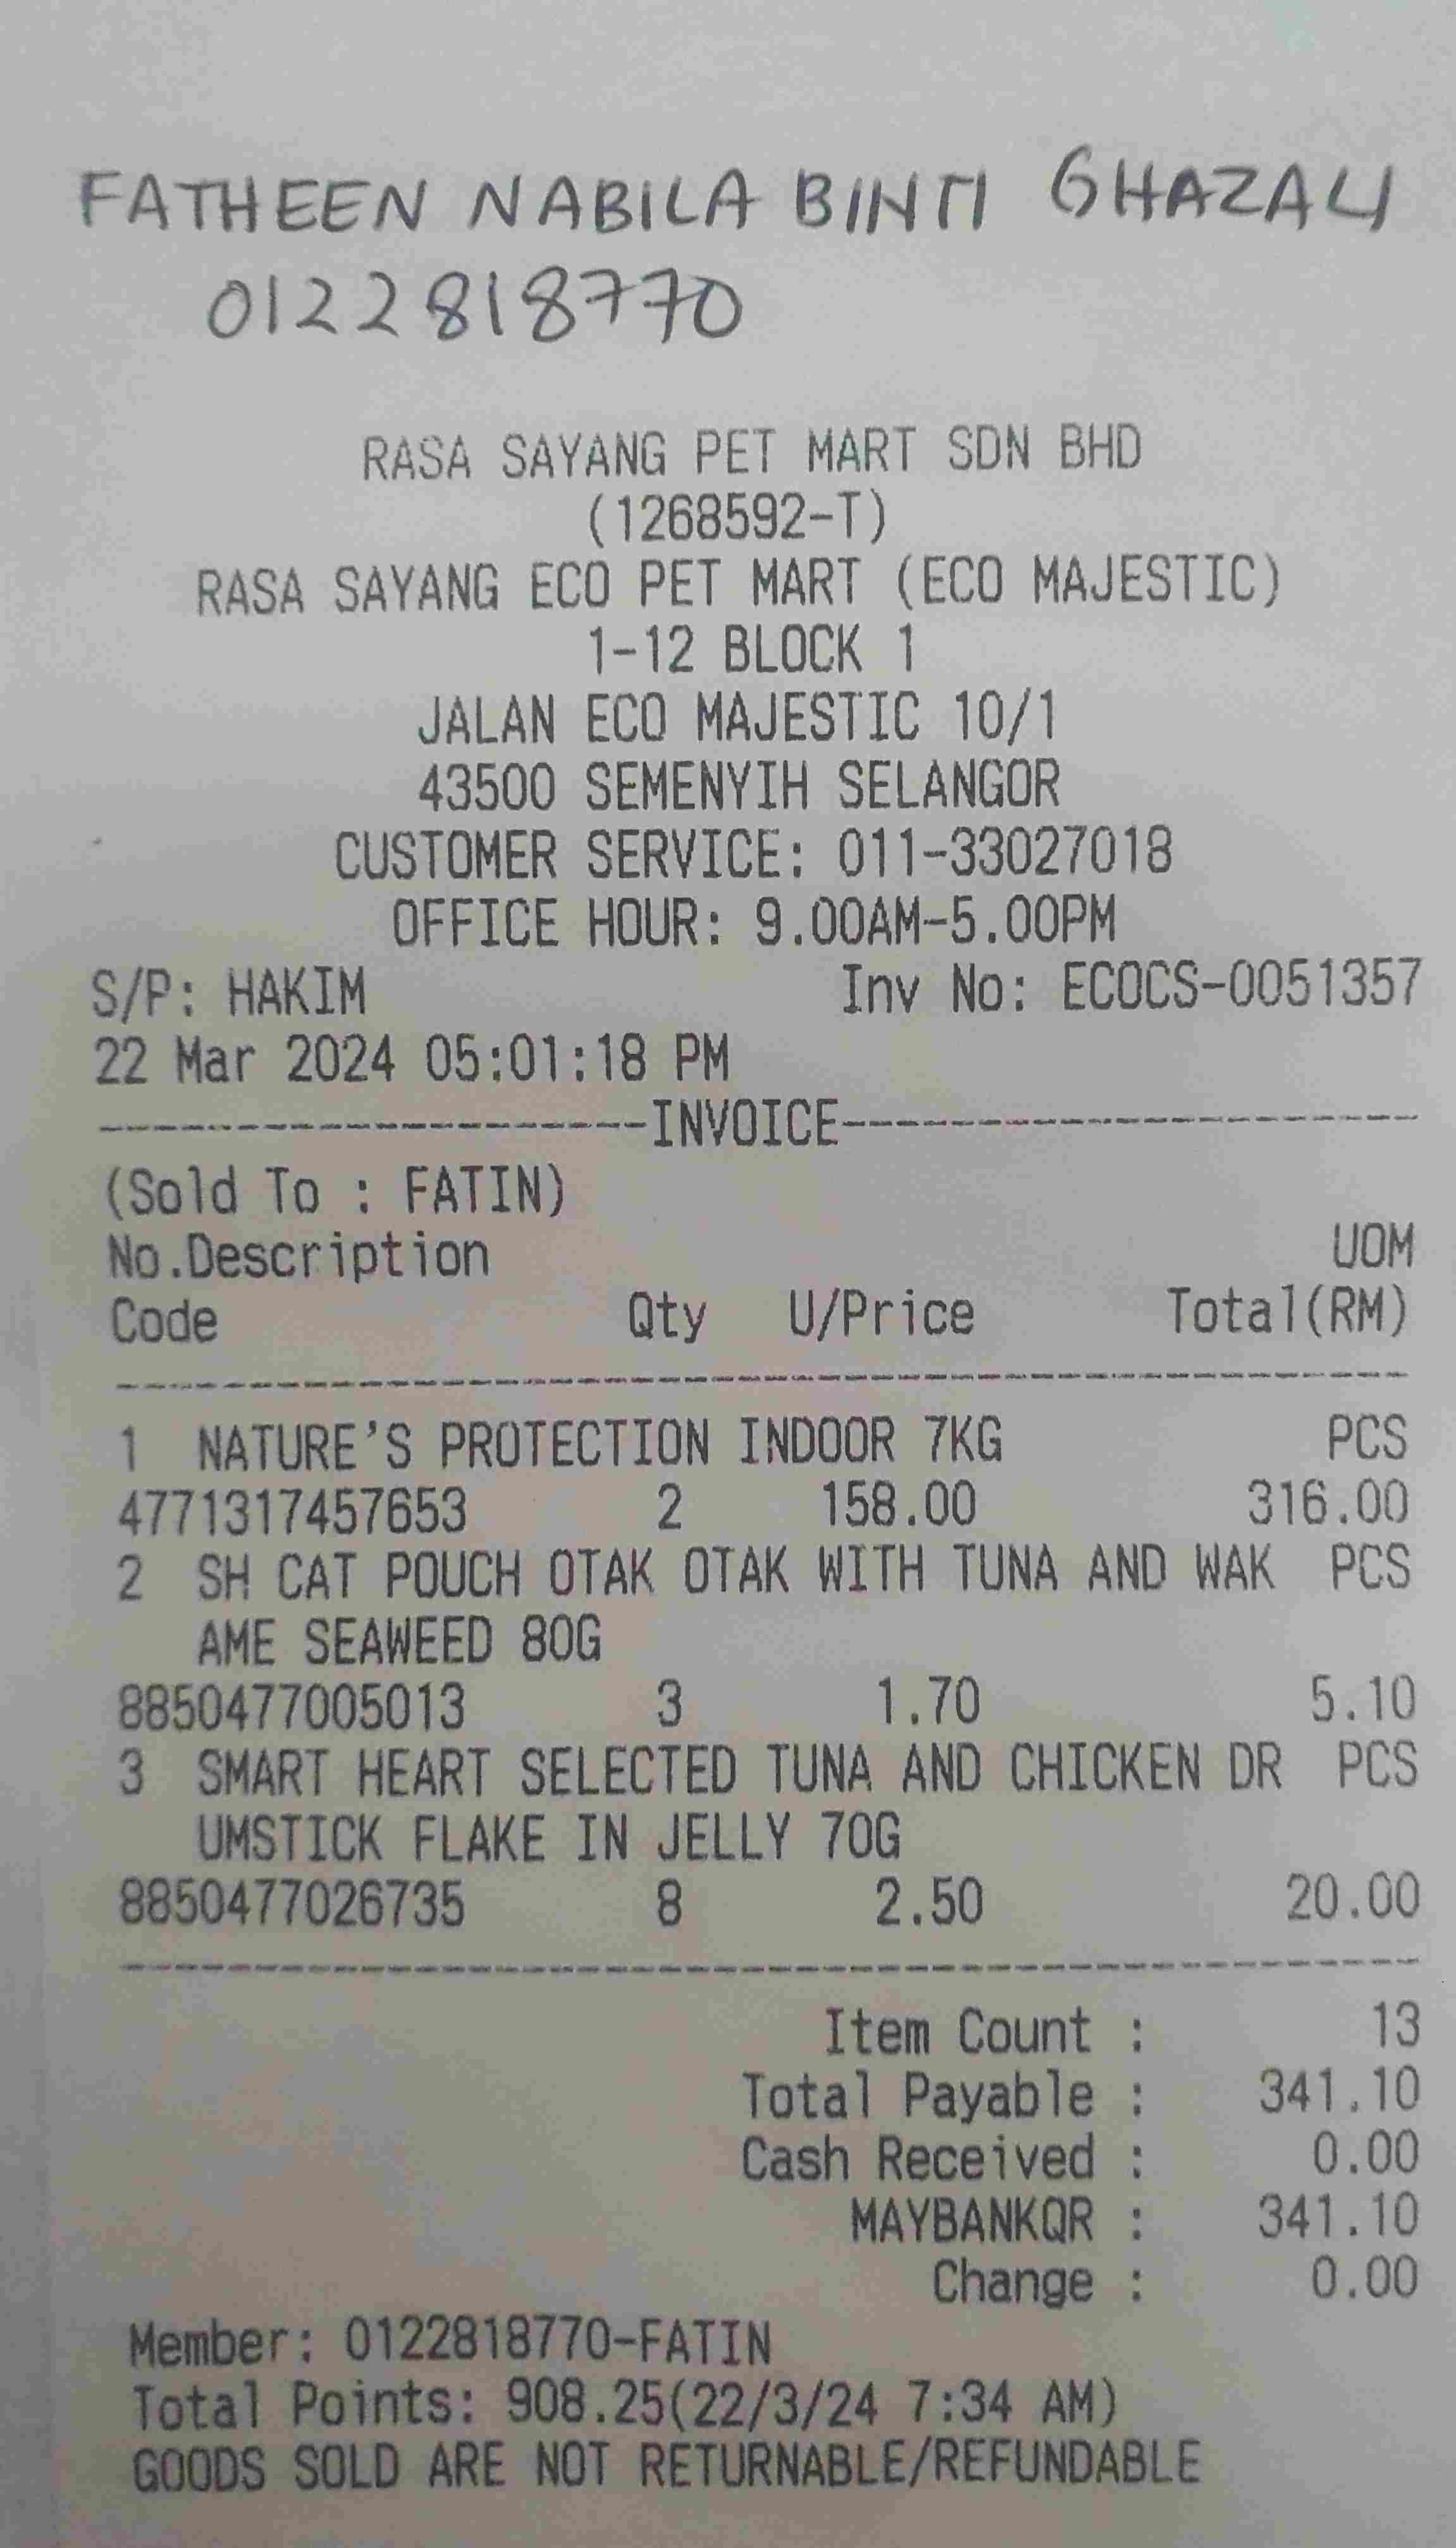 FATHEEN NABILA BINTI GHAZALI
0122818770
RASA SAYANG PET MART SDN BHD
(1268592-T)
RASA SAYANG ECO PET MART (ECO MAJESTIC)
1-12 BLOCK 1
JALAN ECO MAJESTIC 10/1
43500 SEMENYIH SELANGOR
CUSTOMER SERVICE: 011-33027018
OFFICE HOUR: 9.00AM-5.00PM
S/P: HAKIM Inv No: ECOCS-0051357
22 Mar 2024 05:01:18 PM
--------------------INVOICE---------------------
(Sold To : FATIN)
No.Description UOM
Code Qty U/Price Total(RM)
------------------------------------------------
1 NATURE'S PROTECTION INDOOR 7KG PCS
4771317457653 2 158.00 316.00
2 SH CAT POUCH OTAK OTAK WITH TUNA AND WAK PCS
AME SEAWEED 80G
8850477005013 3 1.70 5.10
3 SMART HEART SELECTED TUNA AND CHICKEN DR PCS
UMSTICK FLAKE IN JELLY 70G
8850477026735 8 2.50 20.00
------------------------------------------------
Item Count : 13
Total Payable : 341.10
Cash Received : 0.00
MAYBANKQR : 341.10
Change : 0.00
Member: 0122818770-FATIN
Total Points: 908.25(22/3/24 7:34 AM)
GOODS SOLD ARE NOT RETURNABLE/REFUNDABLE